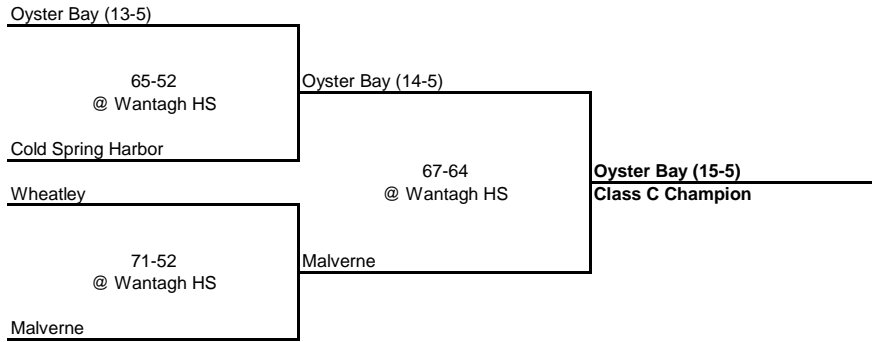 Oyster Bay (13-5)
65-52
@ Wantagh HS
Oyster Bay (14-5)
Cold Spring Harbor
67-64
@ Wantagh HS
Oyster Bay (15-5)
Class C Champion
Wheatley
71-52
@ Wantagh HS
Malverne
Malverne